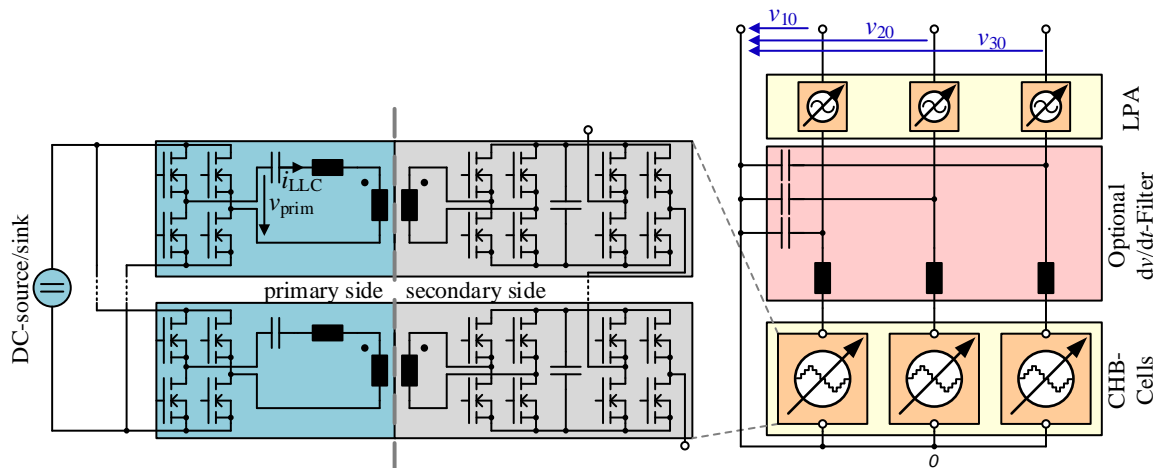 v10
v20
v30
LPA
iLLC
vprim
Optional
dv/dt-Filter
DC-source/sink
primary side
secondary side
CHB-
Cells
0